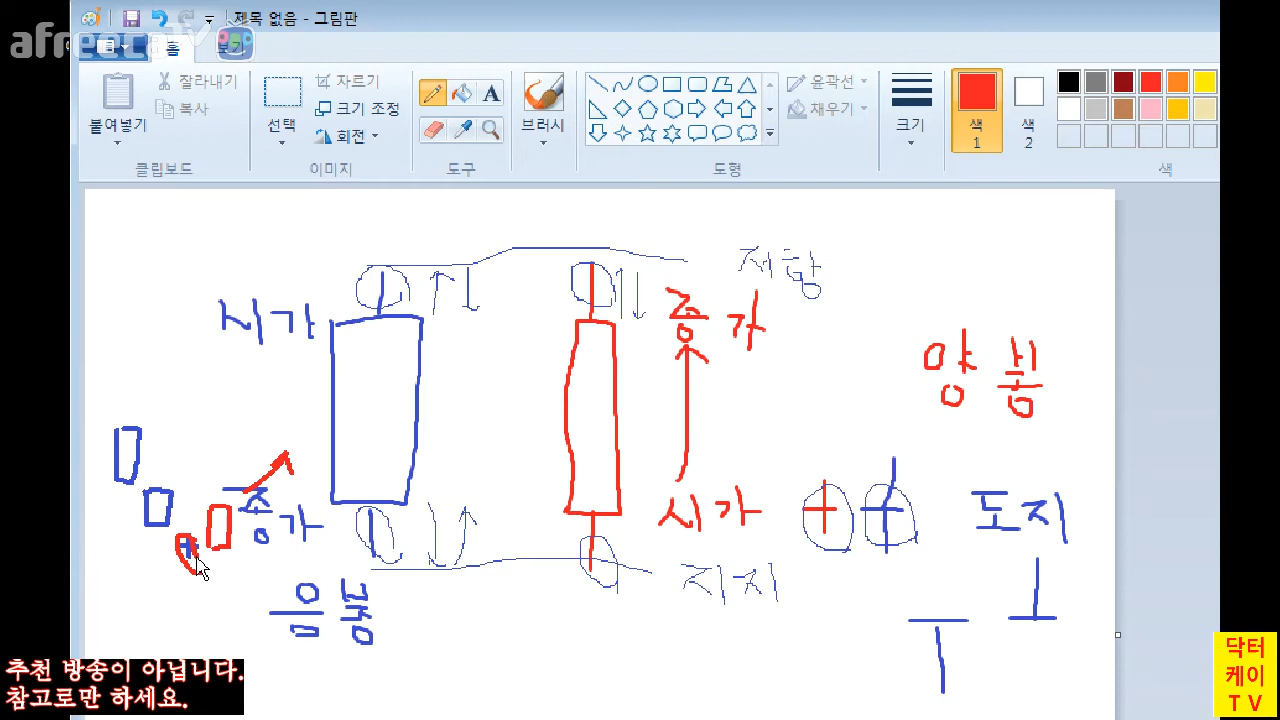 제목 없음 - 그림판
afreecaTV
홈
보기
붙여넣기
잘라내기
복사
클립보드
선택
자르기
크기 조정
회전
이미지
A
도구
브러시
윤곽선
채우기
도형
크기
색
1
색
2
색
저항
시가
종가
양봉
종가
시가
도지
지지
음봉
추천 방송이 아닙니다.
참고로만 하세요.
닥터
케이
TV